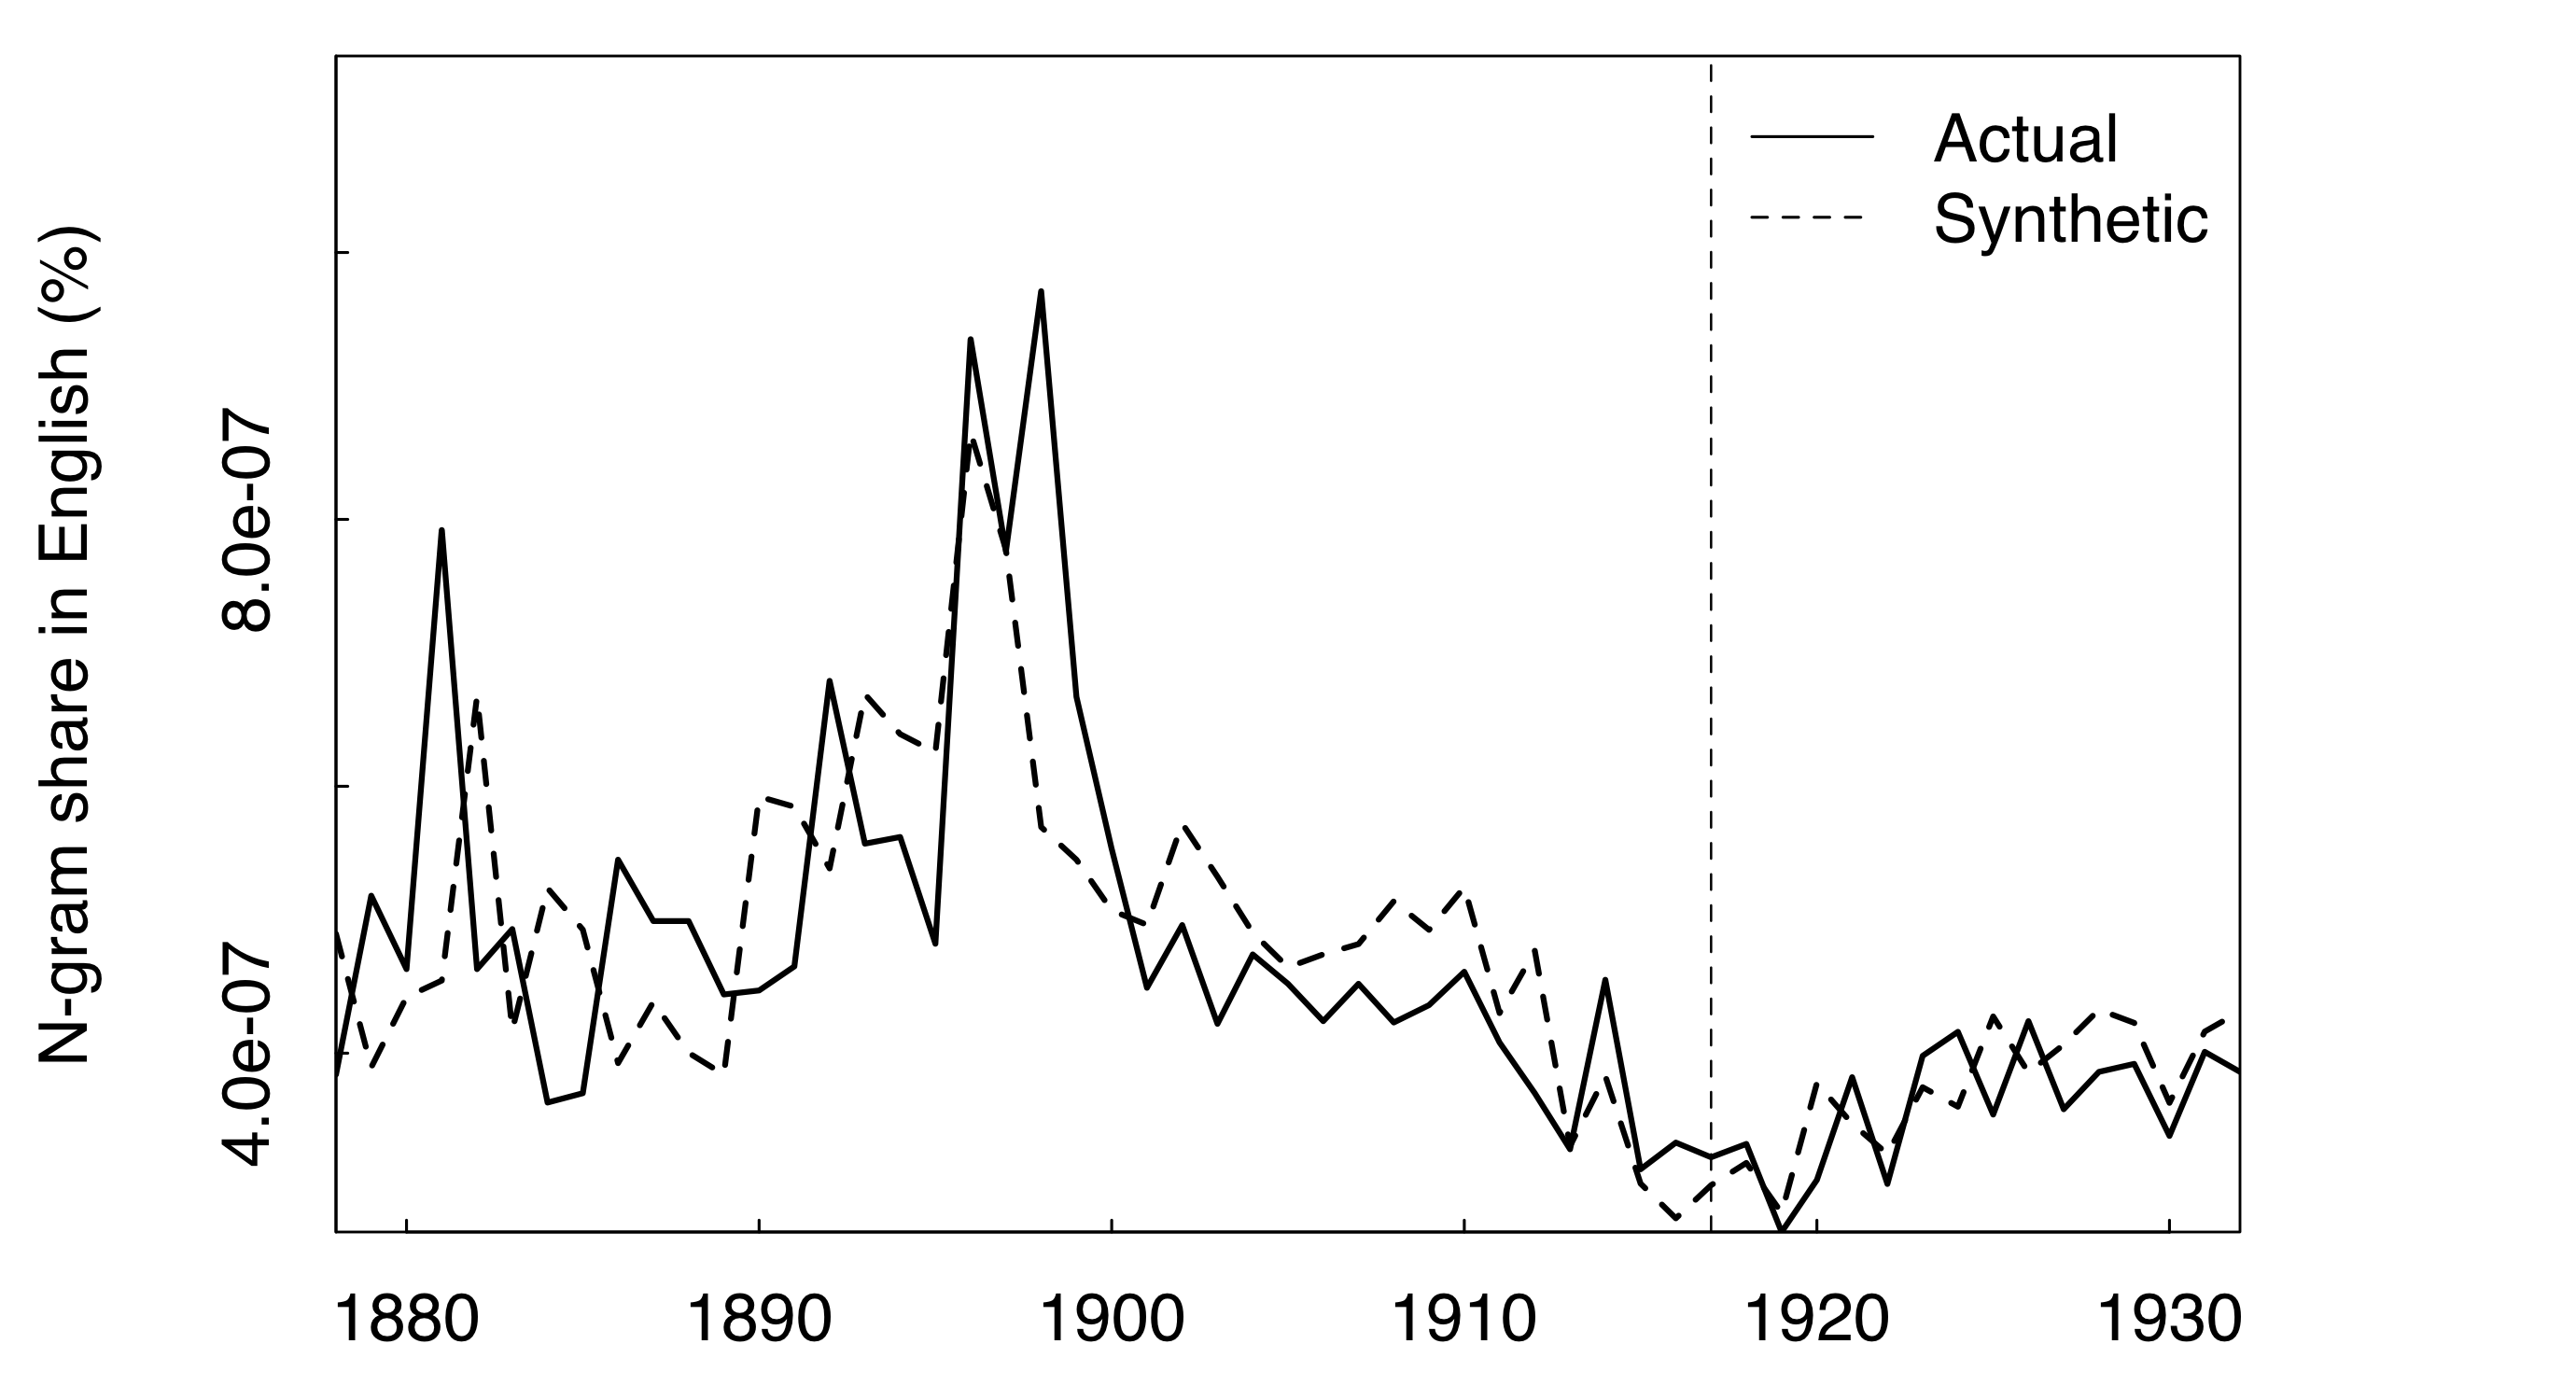 Actual
Synthetic
N-gram share in English (%)
8.0e-07
4.0e-07
1880 1890 1900 1910 1920 1930